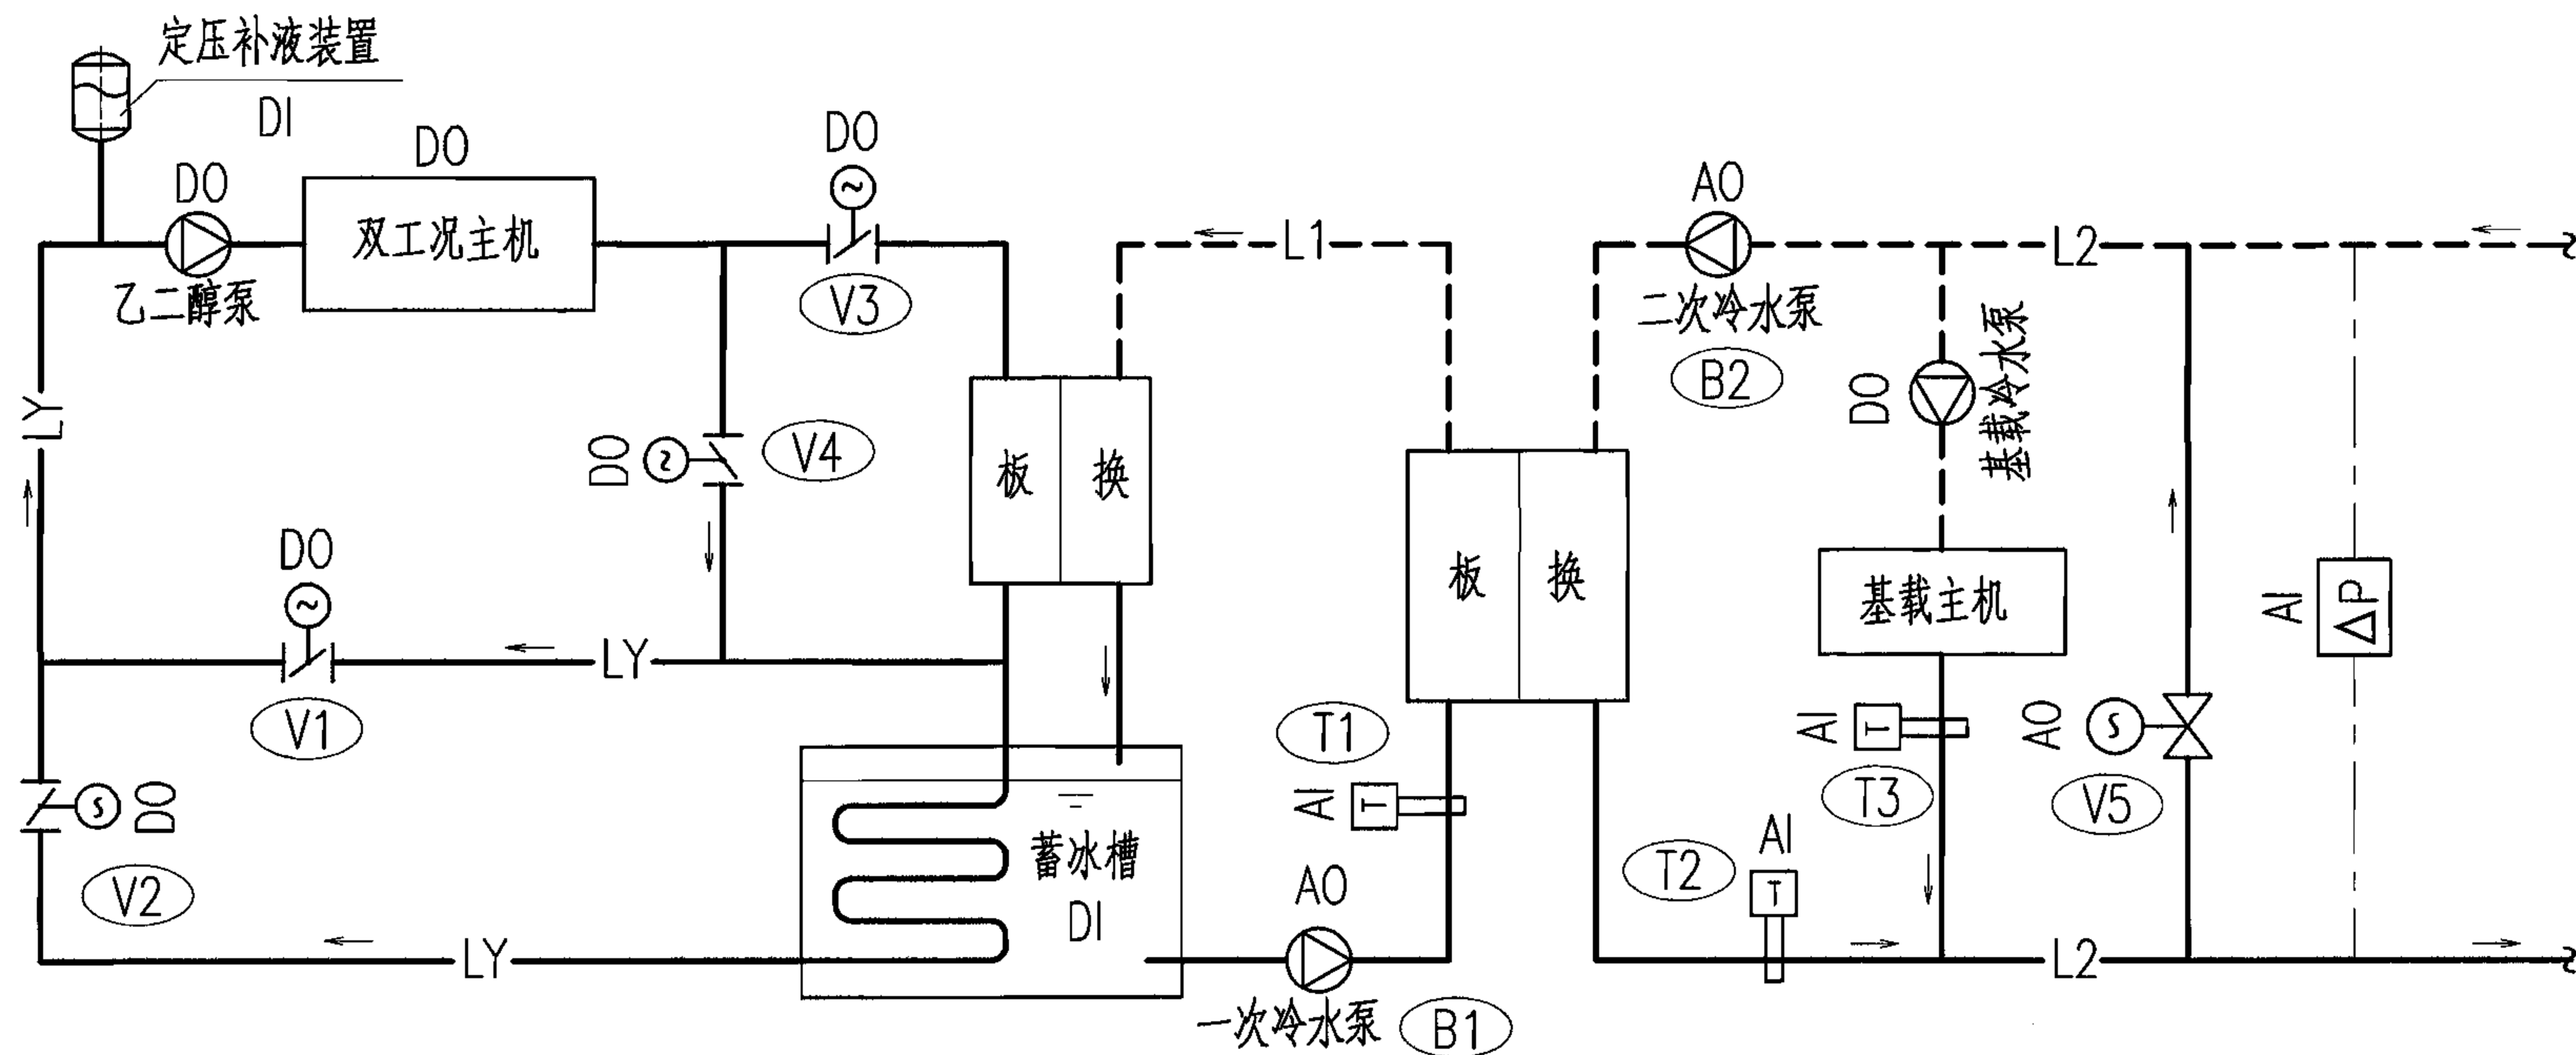 定压补液装置
DI
DO
乙二醇泵
DO
双工况主机
DO
V3
L1
AO
二次冷水泵
B2
L2
DO
基载冷水泵
LY
DO
V4
板
换
板
换
基载主机
AI
ΔP
DO
V1
LY
AI
T
T1
AI
T
T3
AO
S
V5
S
DO
V2
蓄冰槽
DI
AO
一次冷水泵
B1
T2
AI
T
LY
L2